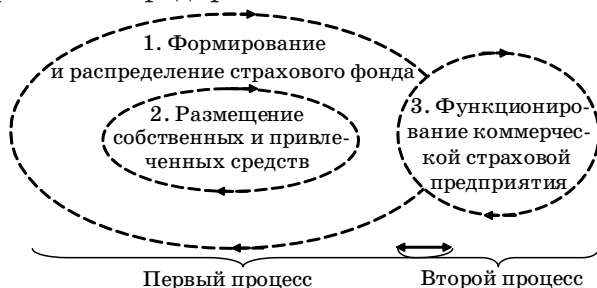 1. Формирование
и распределение страхового фонда
2. Размещение
собственных и привле-
ченных средств
3. Функциониро-
вание коммерчес-
кой страховой
предприятия
Первый процесс
Второй процесс